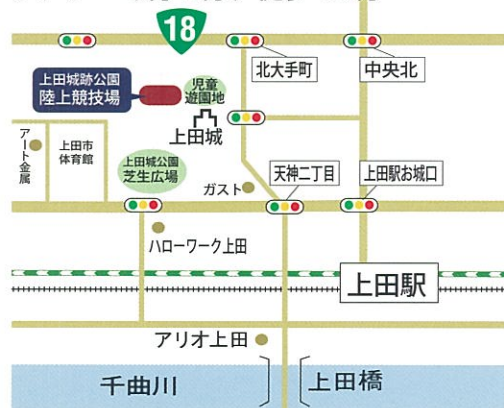 18
北大手町
中央北
上田城跡公園
陸上競技場
児童
遊園地
上田城
アート金属
上田市
体育館
上田城公園
芝生広場
ガスト
天神二丁目
上田駅お城口
ハローワーク上田
上田駅
アリオ上田
千曲川
上田橋